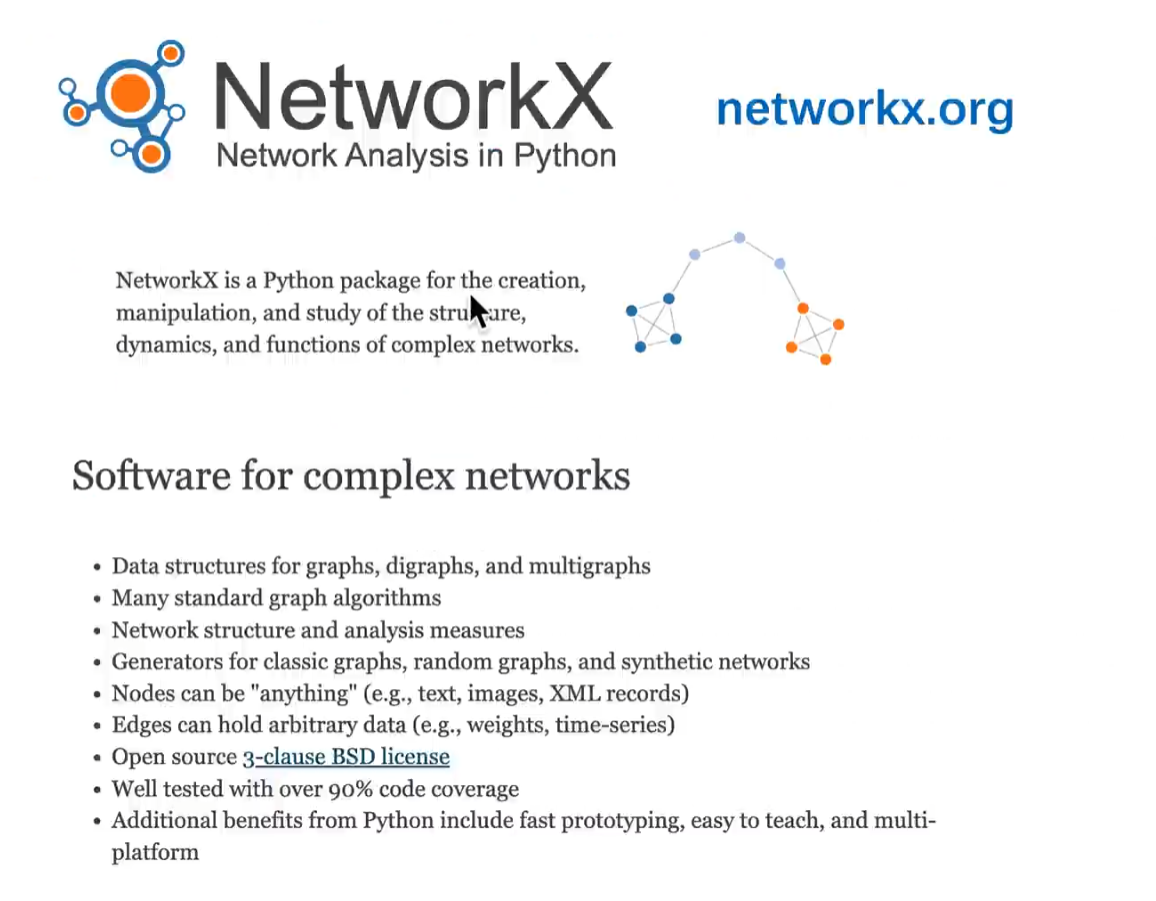 NetworkX
Network Analysis in Python
networkx.org
NetworkX is a Python package for the creation,
manipulation, and study of the structure,
dynamics, and functions of complex networks.
Software for complex networks
• Data structures for graphs, digraphs, and multigraphs
• Many standard graph algorithms
• Network structure and analysis measures
• Generators for classic graphs, random graphs, and synthetic networks
• Nodes can be "anything" (e.g., text, images, XML records)
• Edges can hold arbitrary data (e.g., weights, time-series)
• Open source 3-clause BSD license
• Well tested with over 90% code coverage
• Additional benefits from Python include fast prototyping, easy to teach, and multi-
platform